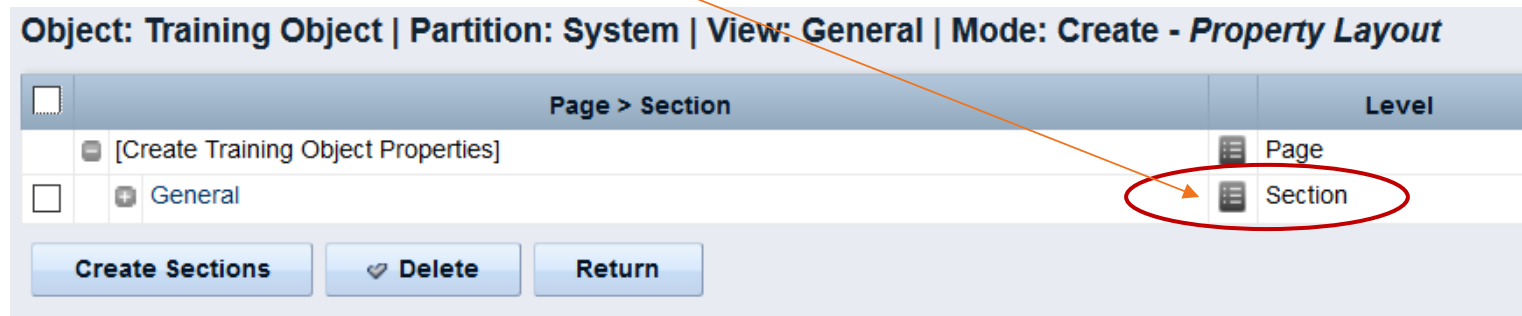 Object: Training Object | Partition: System | View: General | Mode: Create - Property Layout
Page > Section Level
[Create Training Object Properties] Page
General Section
Create Sections Delete Return